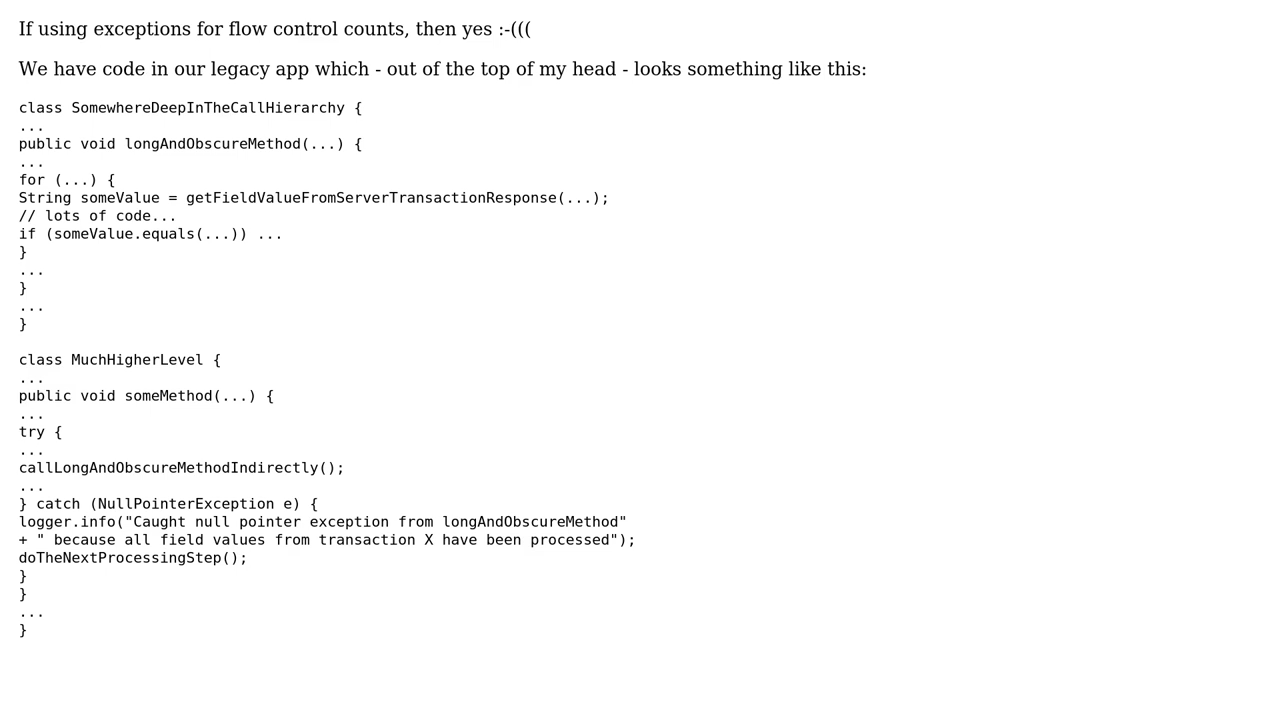 If using exceptions for flow control counts, then yes :-(((
We have code in our legacy app which - out of the top of my head - looks something like this:
class SomewhereDeepInTheCallHierarchy {
...
public void longAndObscureMethod(...) {
...
for (...) {
String someValue = getFieldValueFromServerTransactionResponse(...);
// lots of code...
if (someValue.equals(...)) ...
}
...
}
...
}
class MuchHigherLevel {
...
public void someMethod(...) {
...
try {
...
callLongAndObscureMethodIndirectly();
...
} catch (NullPointerException e) {
logger.info("Caught null pointer exception from longAndObscureMethod"
+ " because all field values from transaction X have been processed");
doTheNextProcessingStep();
}
}
...
}